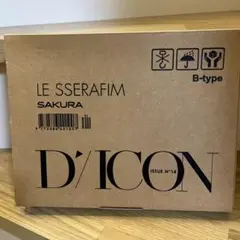 B-type
LE SSERAFIM
SAKURA
D'/ICON
ISSUE N°14